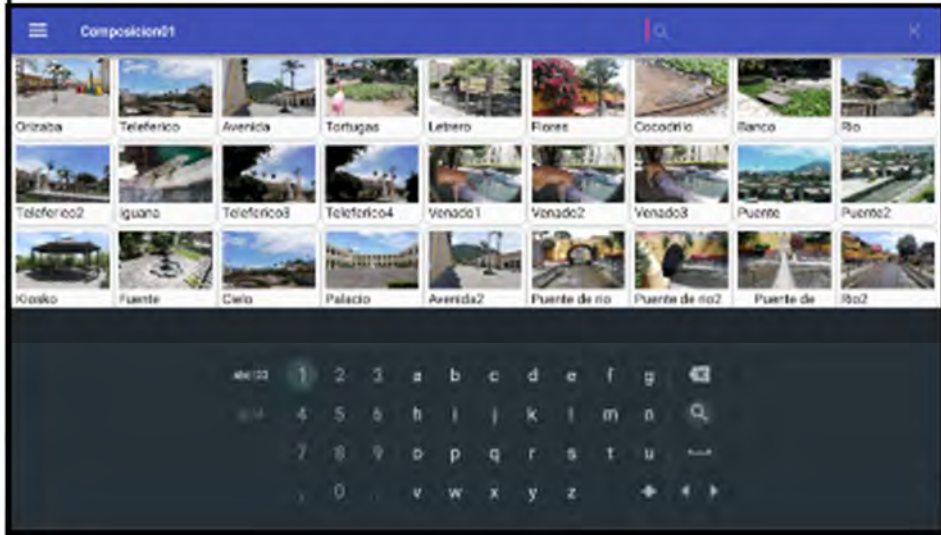 Composicion01
Orizaba Teleferico Avenida Tortugas Letrero Flores Cocodrilo Banco Rio
Teleferico2 Iguana Teleferico3 Teleferico4 Venado1 Venado2 Venado3 Puente Puente2
Kiosko Fuente Cielo Palacio Avenida2 Puente de rio Puente de rio2 Puente de Rio2
abc123 1 2 3 a b c d e f g
4 5 6 h i j k l m n
7 8 9 o p q r s t u
, 0 . v w x y z